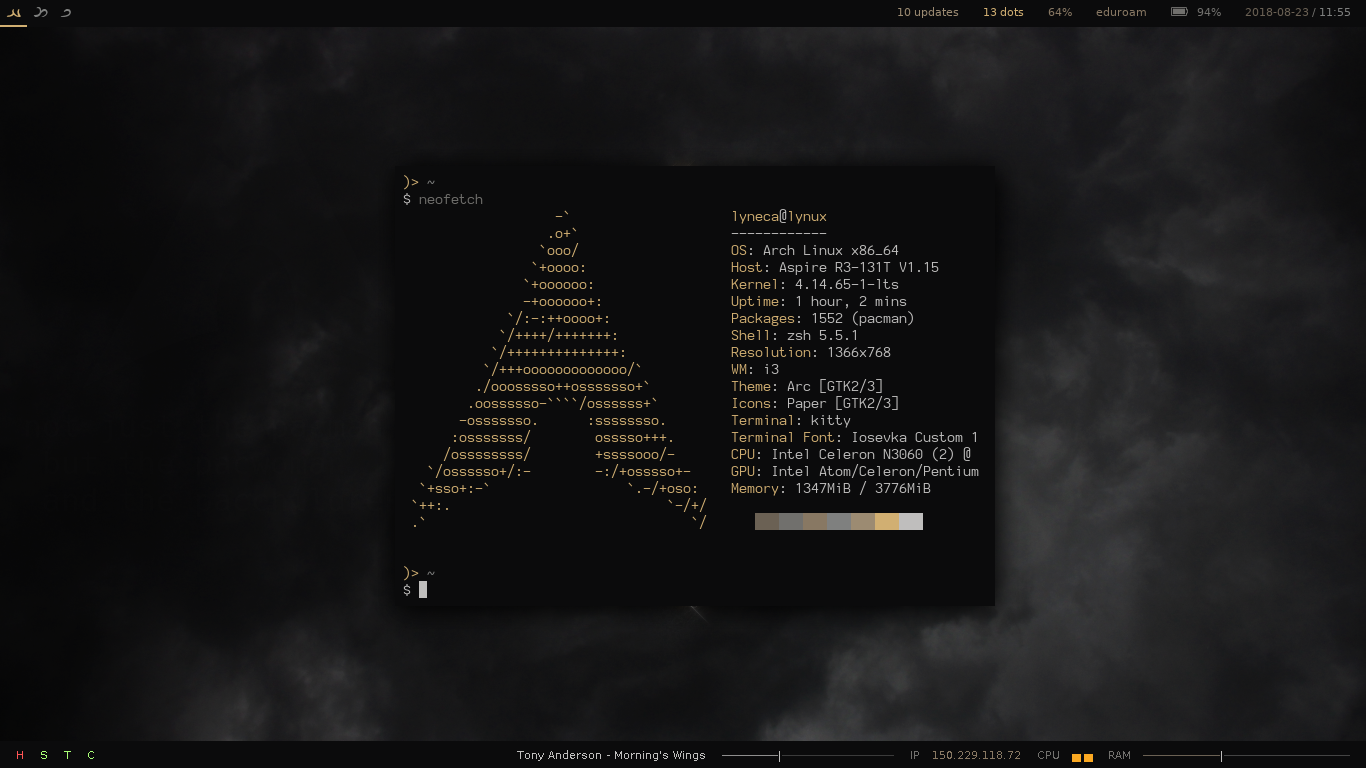 10 updates 13 dots 64% eduroam 94% 2018-08-23 / 11:55
)> ~
$ neofetch
-` lyneca@lynux
.o+` ------------
`ooo/ OS: Arch Linux x86_64
`+oooo: Host: Aspire R3-131T V1.15
`+oooooo: Kernel: 4.14.65-1-lts
-+oooooo+: Uptime: 1 hour, 2 mins
`/:-:++oooo+: Packages: 1552 (pacman)
`/++++/+++++++: Shell: zsh 5.5.1
`/++++++++++++++: Resolution: 1366x768
`/+++ooooooooooooo/` WM: i3
./ooosssso++osssssso+` Theme: Arc [GTK2/3]
.oossssso-````/ossssss+` Icons: Paper [GTK2/3]
-osssssso. :ssssssso. Terminal: kitty
:osssssss/ osssso+++. Terminal Font: Iosevka Custom 1
/ossssssss/ +ssssooo/- CPU: Intel Celeron N3060 (2) @
`/ossssso+/:- -:/+osssso+- GPU: Intel Atom/Celeron/Pentium
`+sso+:-` `.-/+oso: Memory: 1347MiB / 3776MiB
`++:. `-/+/
.` `/
)> ~
$
H S T C Tony Anderson - Morning's Wings IP 150.229.118.72 CPU RAM